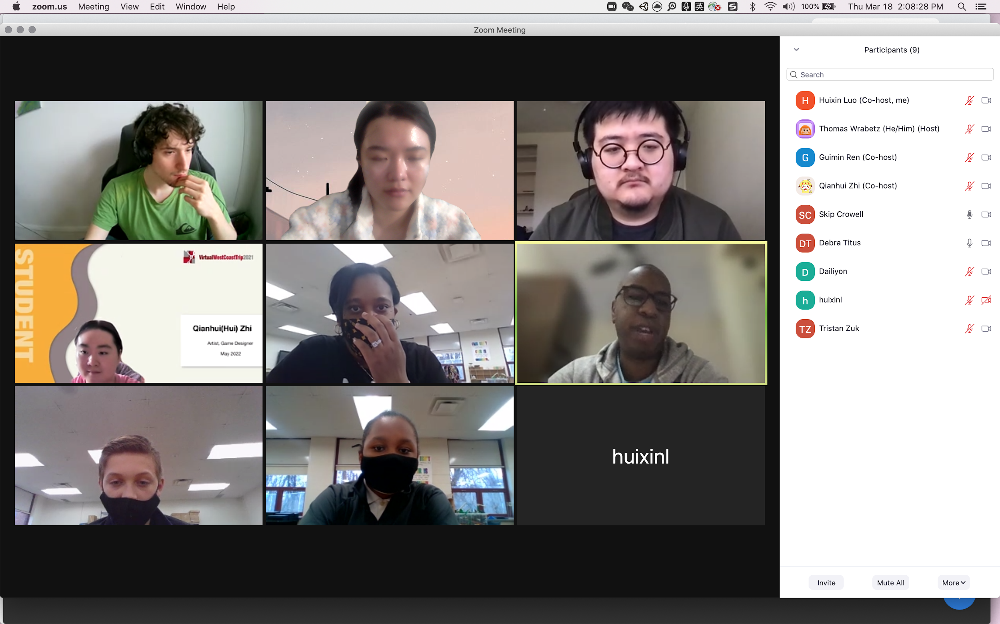 zoom.us Meeting View Edit Window Help 英 100% Thu Mar 18 2:08:28 PM
Zoom Meeting
Participants (9)
Search
H Huixin Luo (Co-host, me)
Thomas Wrabetz (He/Him) (Host)
G Guimin Ren (Co-host)
Qianhui Zhi (Co-host)
SC Skip Crowell
DT Debra Titus
D Dailiyon
h huixinl
TZ Tristan Zuk
STUDENT
VirtualWestCoastTrip2021
Qianhui(Hui) Zhi
Artist, Game Designer
May 2022
huixinl
Invite Mute All More